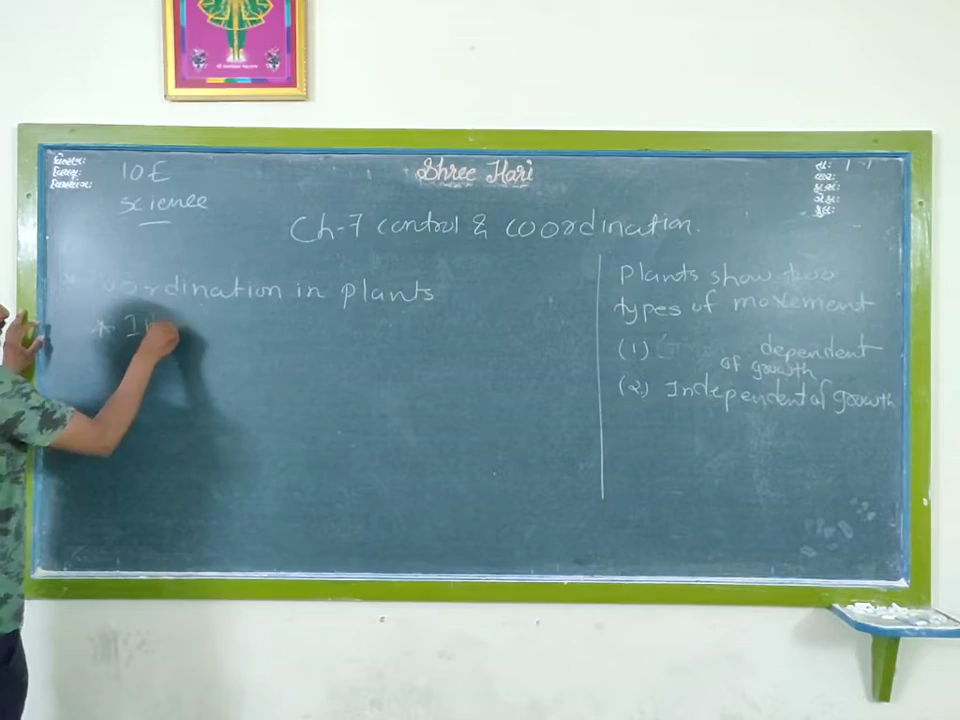 Shree Hari
10 E
science
Ch-7 control & coordination.
* coordination in plants
*
Plants show two
types of movement
(1) dependent
of growth
(2) Independent of growth